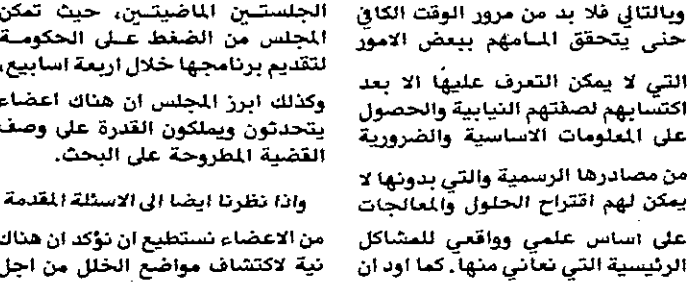 وبالتالي فلا بد من مرور الوقت الكافي
حنى يتحقق المامهم ببعض الامور
التي لا يمكن التعرف عليها الا بعد
اكتسابهم لصفتهم النيابية والحصول
على المعلومات الاساسية والضرورية
من مصادرها الرسمية والتي بدونها لا
يمكن لهم اقتراح الحلول والمعالجات
على اساس علمي وواقعي للمشاكل
الرئيسية التي نعاني منها. كما اود ان
الجلستين الماضيتين، حيث تمكن
المجلس من الضغط على الحكومة
لتقديم برنامجها خلال اربعة اسابيع،
وكذلك ابرز المجلس ان هناك اعضاء
يتحدثون ويملكون القدرة على وصف
القضية المطروحة على البحث.
واذا نظرنا ايضا الى الاسئلة المقدمة
من الاعضاء نستطيع ان نؤكد ان هناك
نية لاكتشاف مواضع الخلل من اجل